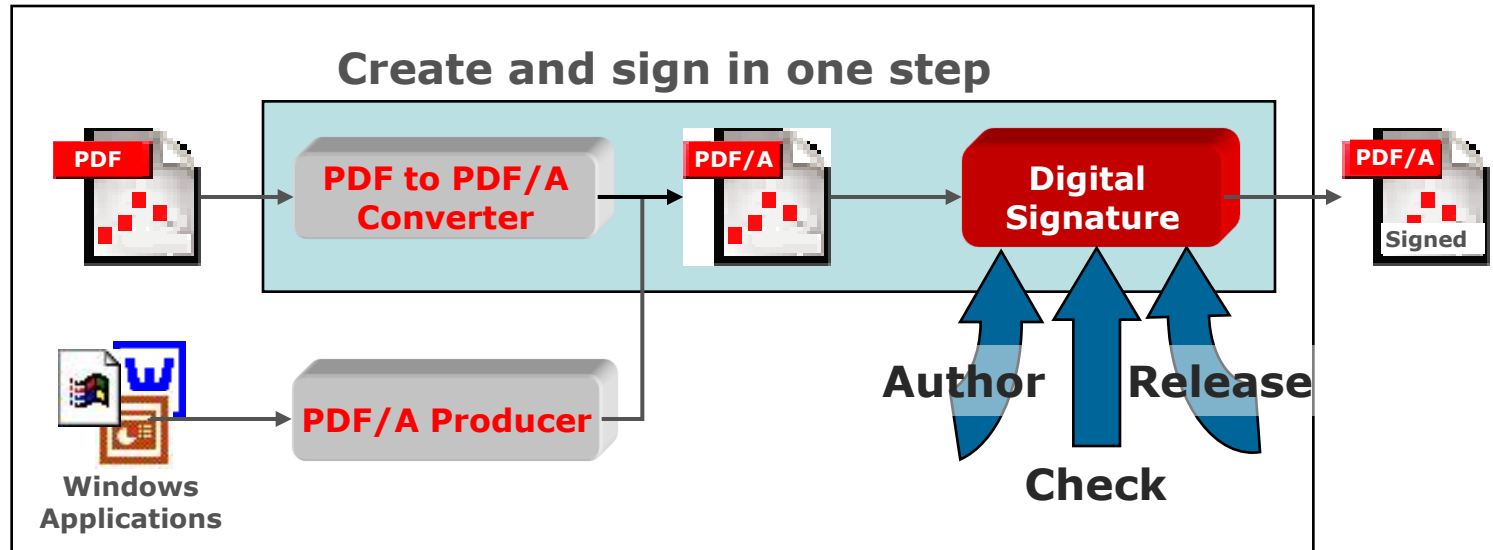 Create and sign in one step
PDF
PDF to PDF/A
Converter
PDF/A
Digital
Signature
PDF/A
Signed
W
PDF/A Producer
Author
Release
Check
Windows
Applications